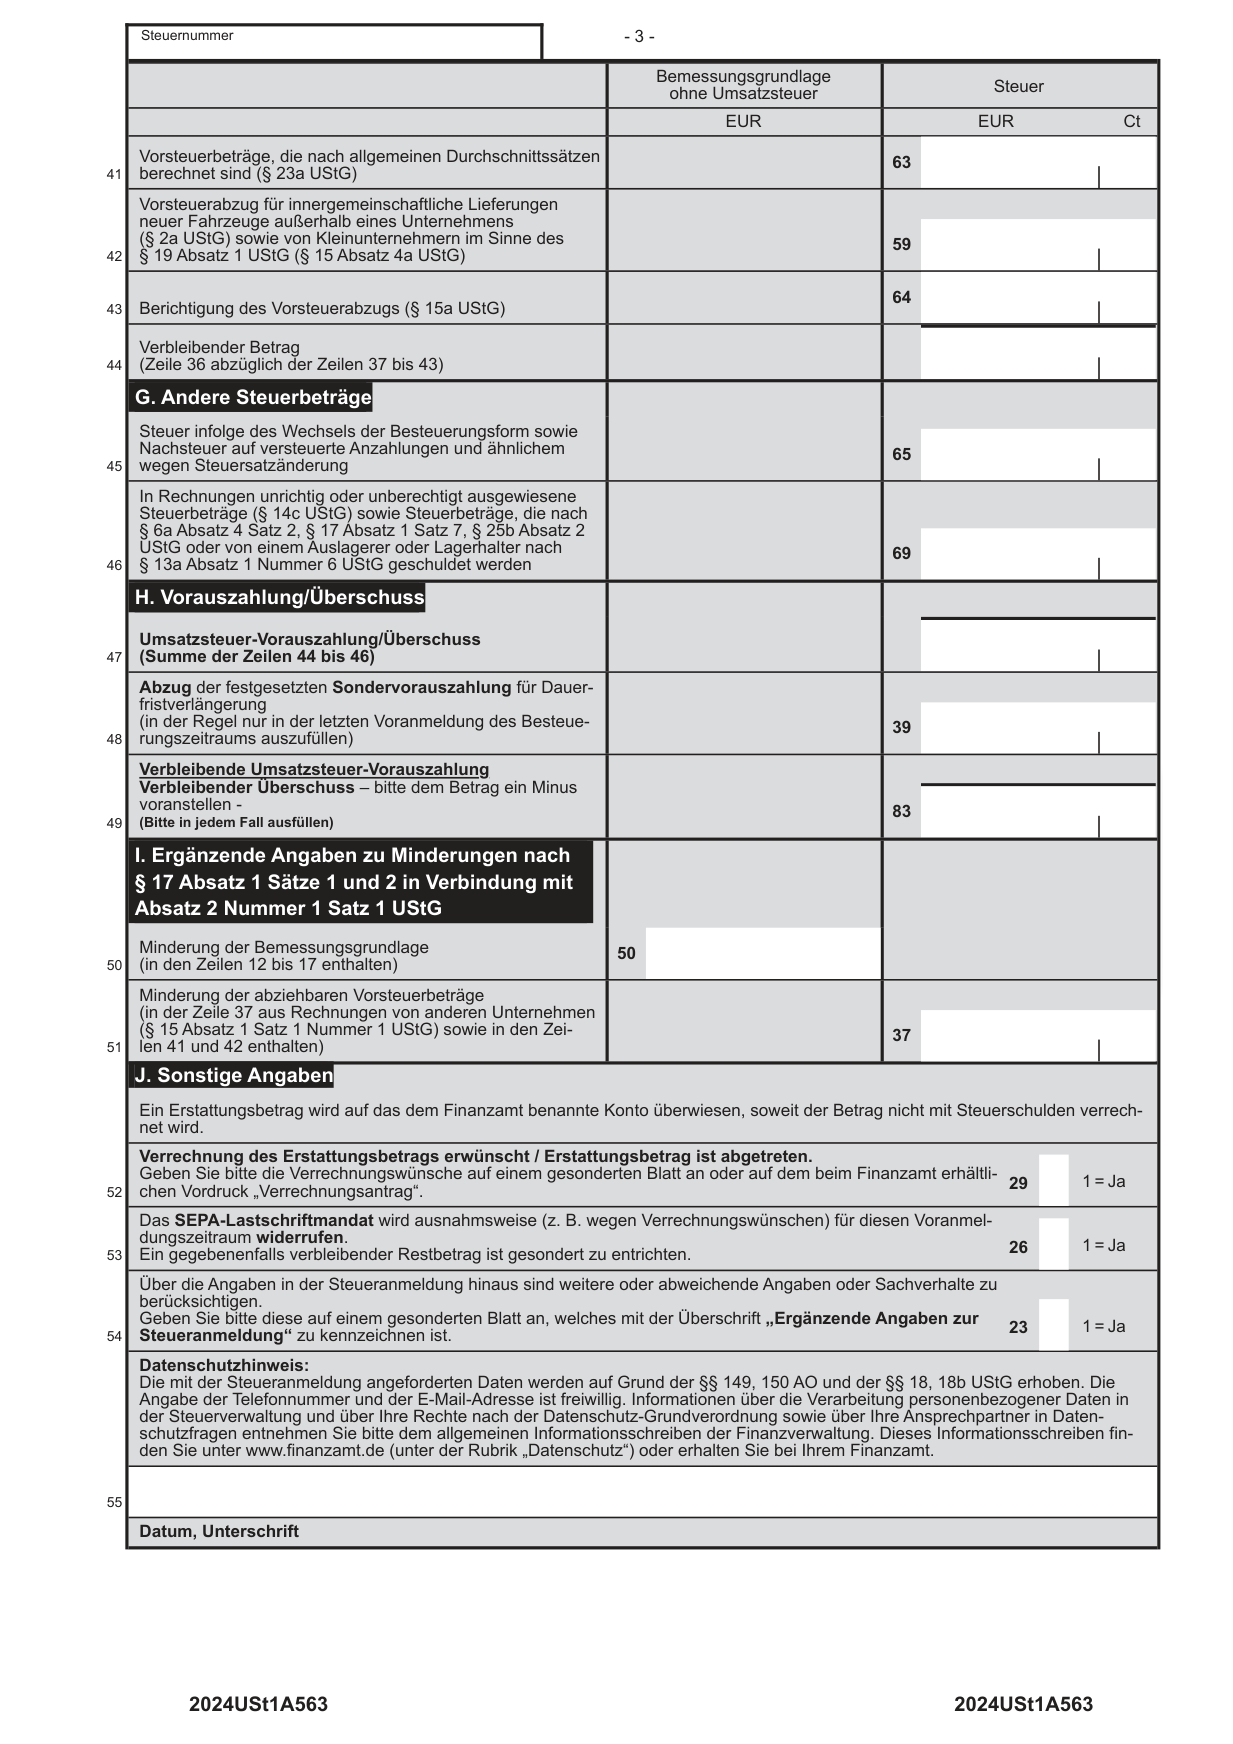 Steuernummer
- 3 -
Bemessungsgrundlage
ohne Umsatzsteuer
Steuer
EUR
EUR
Ct
Vorsteuerbeträge, die nach allgemeinen Durchschnittssätzen
41 berechnet sind (§ 23a UStG)
63
Vorsteuerabzug für innergemeinschaftliche Lieferungen
neuer Fahrzeuge außerhalb eines Unternehmens
(§ 2a UStG) sowie von Kleinunternehmern im Sinne des
42 § 19 Absatz 1 UStG (§ 15 Absatz 4a UStG)
59
43 Berichtigung des Vorsteuerabzugs (§ 15a UStG)
64
Verbleibender Betrag
44 (Zeile 36 abzüglich der Zeilen 37 bis 43)
G. Andere Steuerbeträge
Steuer infolge des Wechsels der Besteuerungsform sowie
Nachsteuer auf versteuerte Anzahlungen und ähnlichem
45 wegen Steuersatzänderung
65
In Rechnungen unrichtig oder unberechtigt ausgewiesene
Steuerbeträge (§ 14c UStG) sowie Steuerbeträge, die nach
§ 6a Absatz 4 Satz 2, § 17 Absatz 1 Satz 7, § 25b Absatz 2
UStG oder von einem Auslagerer oder Lagerhalter nach
46 § 13a Absatz 1 Nummer 6 UStG geschuldet werden
69
H. Vorauszahlung/Überschuss
Umsatzsteuer-Vorauszahlung/Überschuss
47 (Summe der Zeilen 44 bis 46)
Abzug der festgesetzten Sondervorauszahlung für Dauer-
fristverlängerung
(in der Regel nur in der letzten Voranmeldung des Besteue-
48 rungszeitraums auszufüllen)
39
Verbleibende Umsatzsteuer-Vorauszahlung
Verbleibender Überschuss – bitte dem Betrag ein Minus
voranstellen -
49 (Bitte in jedem Fall ausfüllen)
83
I. Ergänzende Angaben zu Minderungen nach
§ 17 Absatz 1 Sätze 1 und 2 in Verbindung mit
Absatz 2 Nummer 1 Satz 1 UStG
Minderung der Bemessungsgrundlage
50 (in den Zeilen 12 bis 17 enthalten)
50
Minderung der abziehbaren Vorsteuerbeträge
(in der Zeile 37 aus Rechnungen von anderen Unternehmen
(§ 15 Absatz 1 Satz 1 Nummer 1 UStG) sowie in den Zei-
51 len 41 und 42 enthalten)
37
J. Sonstige Angaben
Ein Erstattungsbetrag wird auf das dem Finanzamt benannte Konto überwiesen, soweit der Betrag nicht mit Steuerschulden verrech-
net wird.
Verrechnung des Erstattungsbetrags erwünscht / Erstattungsbetrag ist abgetreten.
Geben Sie bitte die Verrechnungswünsche auf einem gesonderten Blatt an oder auf dem beim Finanzamt erhältli-
52 chen Vordruck „Verrechnungsantrag“.
29 1 = Ja
Das SEPA-Lastschriftmandat wird ausnahmsweise (z. B. wegen Verrechnungswünschen) für diesen Voranmel-
dungszeitraum widerrufen.
53 Ein gegebenenfalls verbleibender Restbetrag ist gesondert zu entrichten.
26 1 = Ja
Über die Angaben in der Steueranmeldung hinaus sind weitere oder abweichende Angaben oder Sachverhalte zu
berücksichtigen.
Geben Sie bitte diese auf einem gesonderten Blatt an, welches mit der Überschrift „Ergänzende Angaben zur
54 Steueranmeldung“ zu kennzeichnen ist.
23 1 = Ja
Datenschutzhinweis:
Die mit der Steueranmeldung angeforderten Daten werden auf Grund der §§ 149, 150 AO und der §§ 18, 18b UStG erhoben. Die
Angabe der Telefonnummer und der E-Mail-Adresse ist freiwillig. Informationen über die Verarbeitung personenbezogener Daten in
der Steuerverwaltung und über Ihre Rechte nach der Datenschutz-Grundverordnung sowie über Ihre Ansprechpartner in Daten-
schutzfragen entnehmen Sie bitte dem allgemeinen Informationsschreiben der Finanzverwaltung. Dieses Informationsschreiben fin-
den Sie unter www.finanzamt.de (unter der Rubrik „Datenschutz“) oder erhalten Sie bei Ihrem Finanzamt.
55
Datum, Unterschrift
2024USt1A563
2024USt1A563